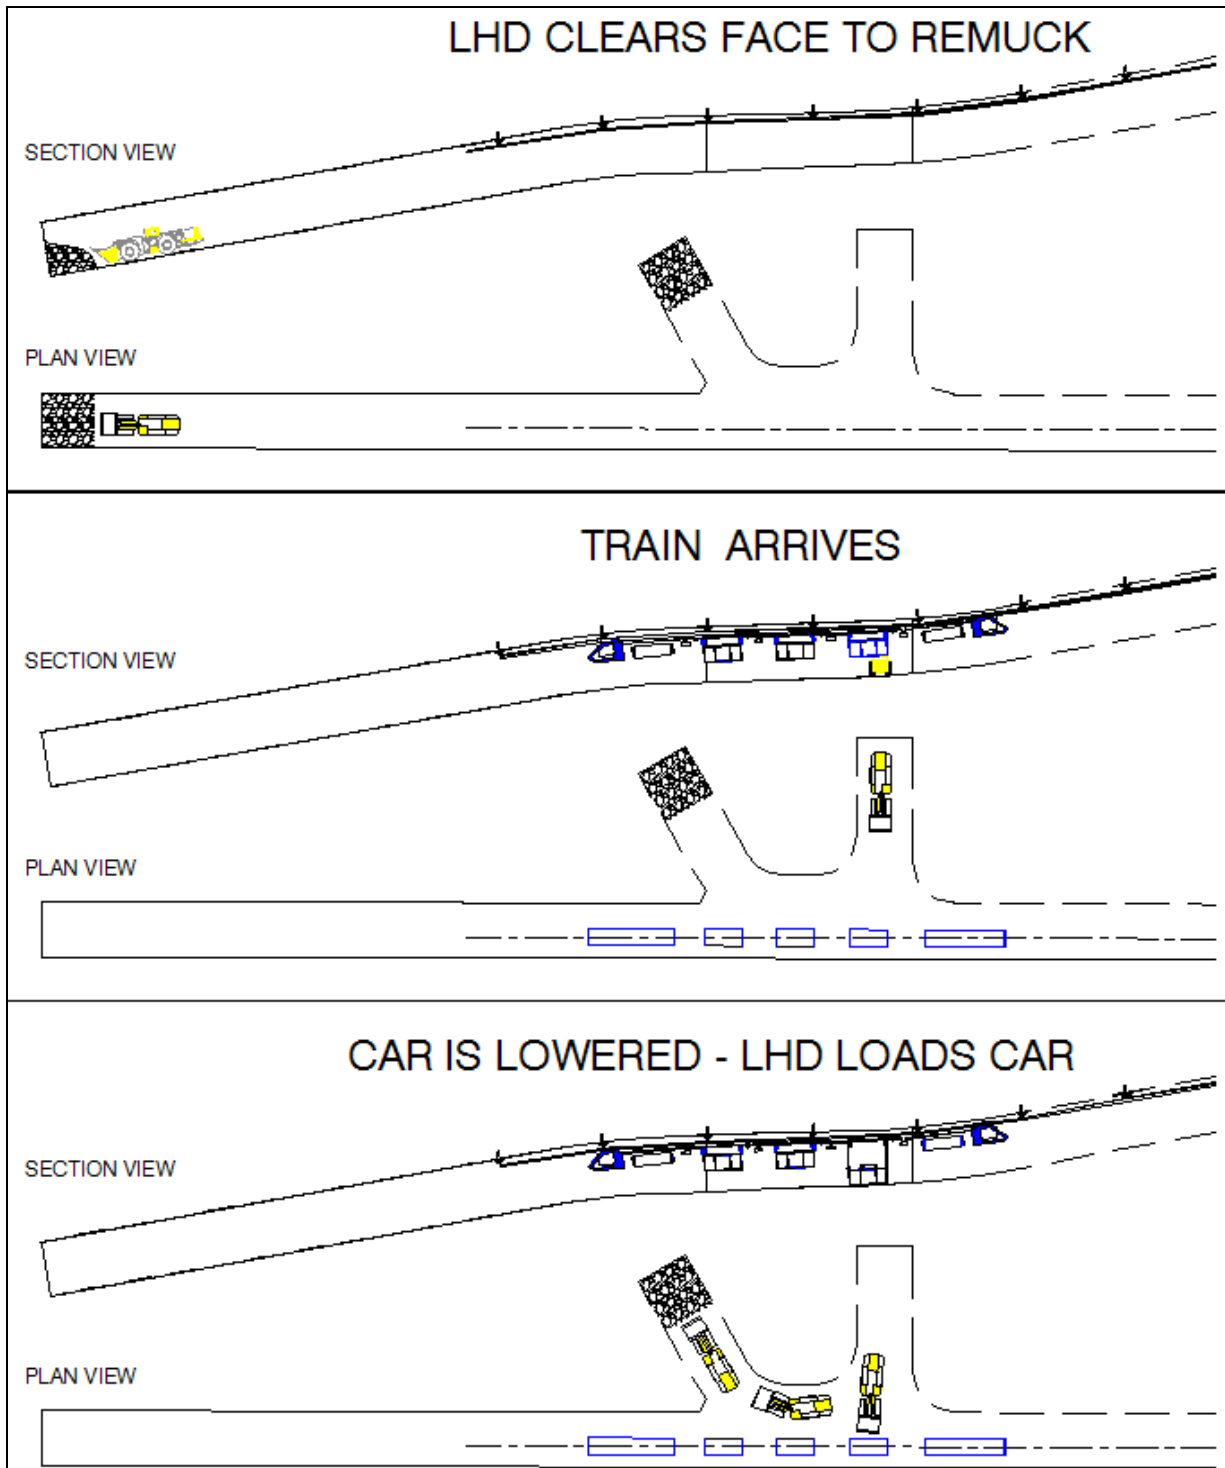 LHD CLEARS FACE TO REMUCK
SECTION VIEW
PLAN VIEW
TRAIN ARRIVES
SECTION VIEW
PLAN VIEW
CAR IS LOWERED - LHD LOADS CAR
SECTION VIEW
PLAN VIEW